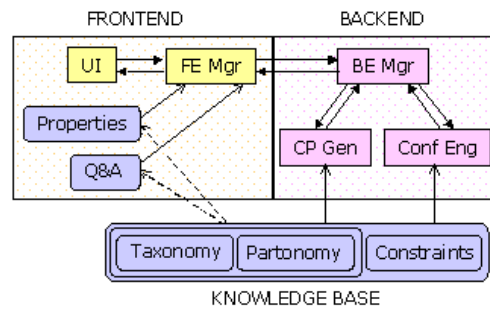 FRONTEND
BACKEND
UI
FE Mgr
BE Mgr
Properties
Q&A
CP Gen
Conf Eng
Taxonomy
Partonomy
Constraints
KNOWLEDGE BASE